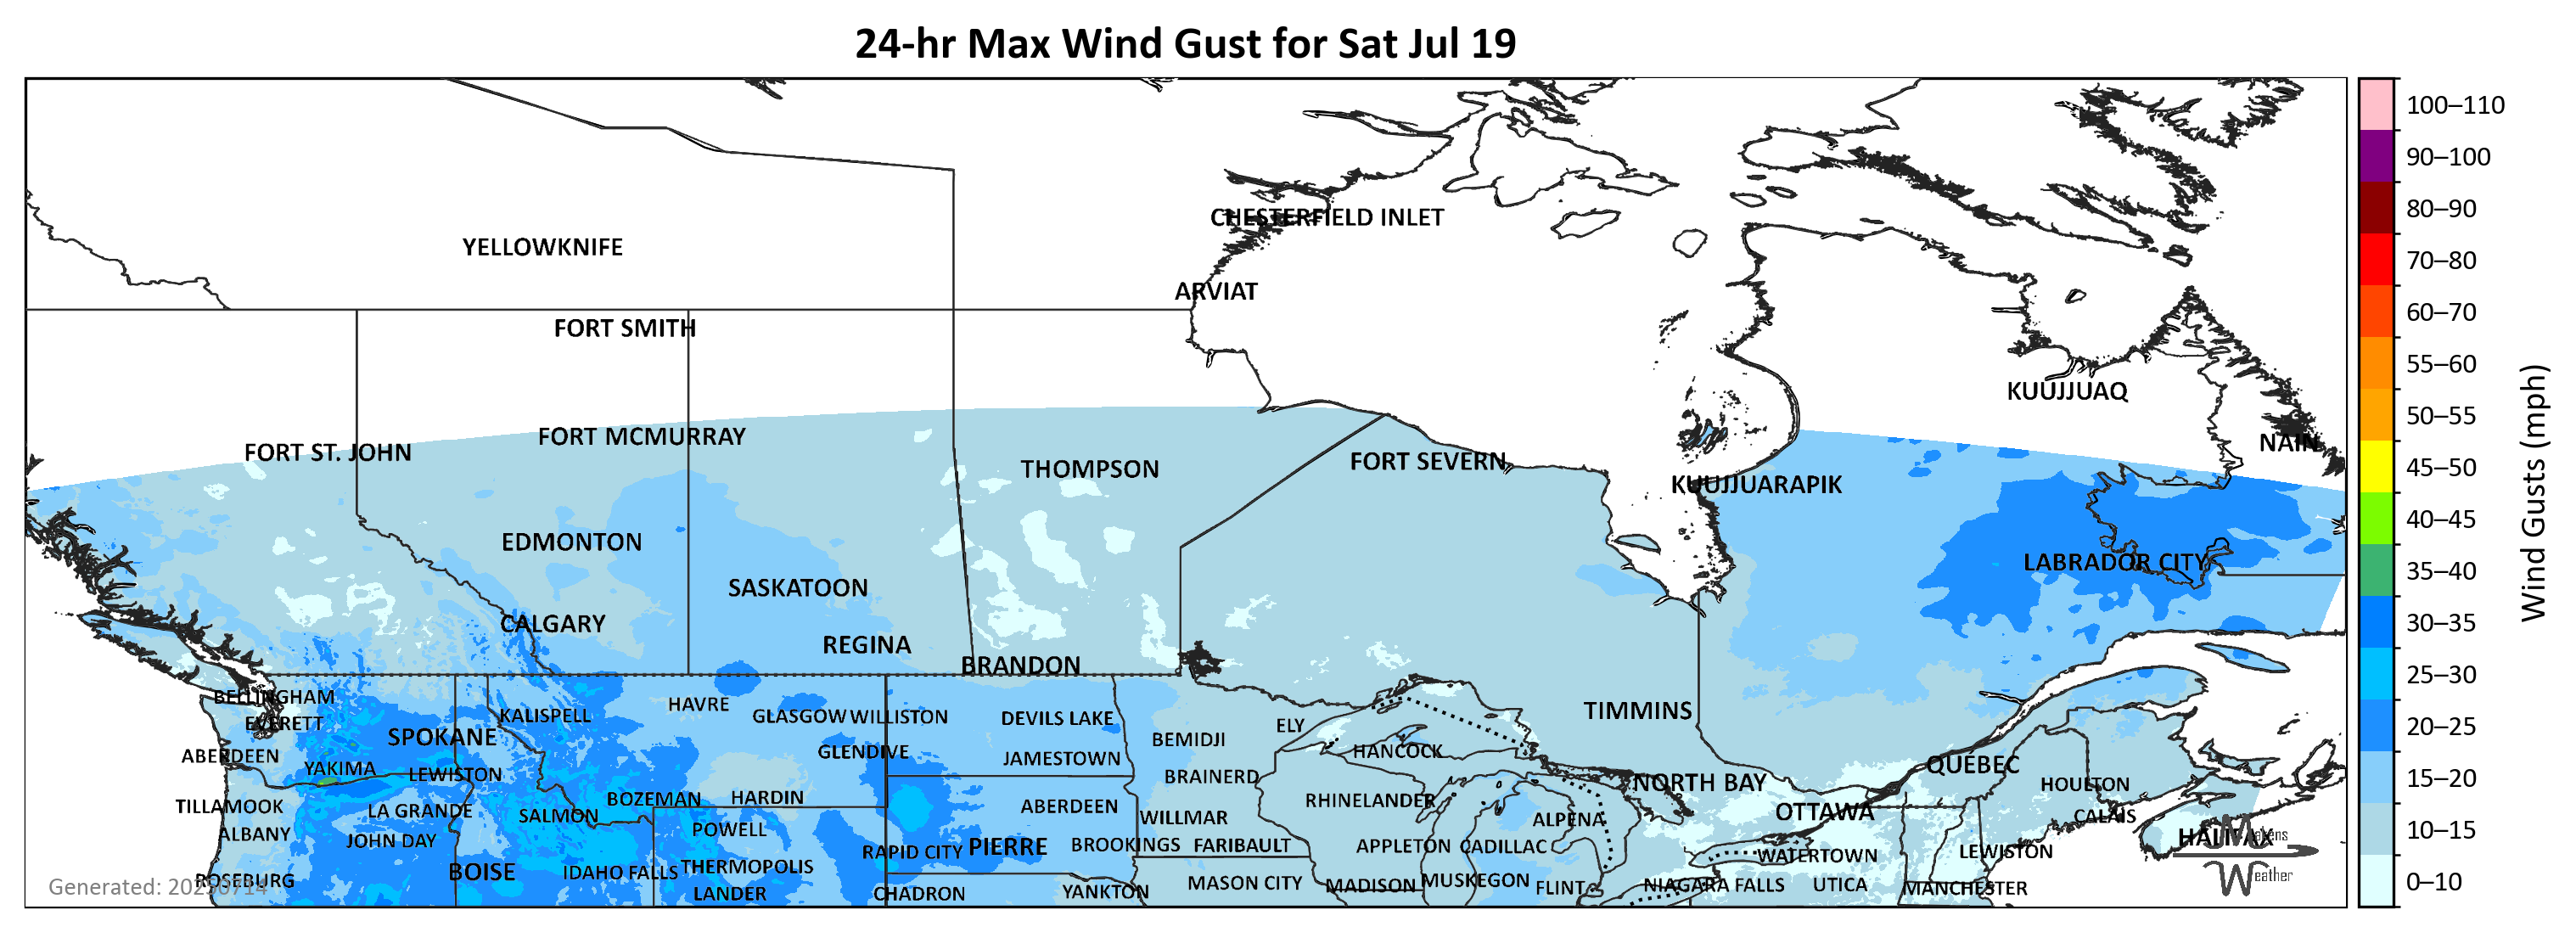 24-hr Max Wind Gust for Sat Jul 19
CHESTERFIELD INLET
YELLOWKNIFE
ARVIAT
FORT SMITH
KUUJJUAQ
FORT MCMURRAY
NAIN
FORT ST. JOHN
FORT SEVERN
THOMPSON
KUUJJUARAPIK
EDMONTON
LABRADOR CITY
SASKATOON
CALGARY
REGINA
BRANDON
BELLINGHAM
HAVRE
TIMMINS
KALISPELL
GLASGOW
WILLISTON
DEVILS LAKE
EVERETT
ELY
SPOKANE
BEMIDJI
HANCOCK
GLENDIVE
ABERDEEN
JAMESTOWN
QUÉBEC
YAKIMA
LEWISTON
BRAINERD
NORTH BAY
HOULTON
BOZEMAN
HARDIN
RHINELANDER
TILLAMOOK
LA GRANDE
ABERDEEN
OTTAWA
SALMON
WILLMAR
CALAIS
ALPENA
ALBANY
POWELL
HALIFAX
JOHN DAY
RAPID CITY
PIERRE
BROOKINGS
FARIBAULT
APPLETON
CADILLAC
WATERTOWN
LEWISTON
BOISE
IDAHO FALLS
THERMOPOLIS
ROSEBURG
MASON CITY
MADISON
MUSKEGON
FLINT
NIAGARA FALLS
UTICA
MANCHESTER
LANDER
CHADRON
YANKTON
Generated: 20250714
Makens
Weather
100–110
90–100
80–90
70–80
60–70
55–60
50–55
45–50
40–45
35–40
30–35
25–30
20–25
15–20
10–15
0–10
Wind Gusts (mph)